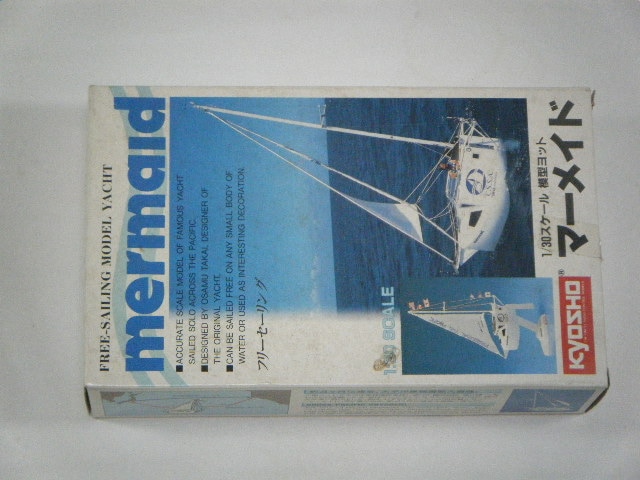 FREE-SAILING MODEL YACHT
mermaid
■ACCURATE SCALE MODEL OF FAMOUS YACHT
SAILED SOLO ACROSS THE PACIFIC.
■DESIGNED BY OSAMU TAKAI, DESIGNER OF
THE ORIGINAL YACHT.
■CAN BE SAILED FREE ON ANY SMALL BODY OF
WATER OR USED AS INTERESTING DECORATION.
フリーセーリング
SCALE
1/30スケール 模型ヨット
マーメイド
KYOSHO®